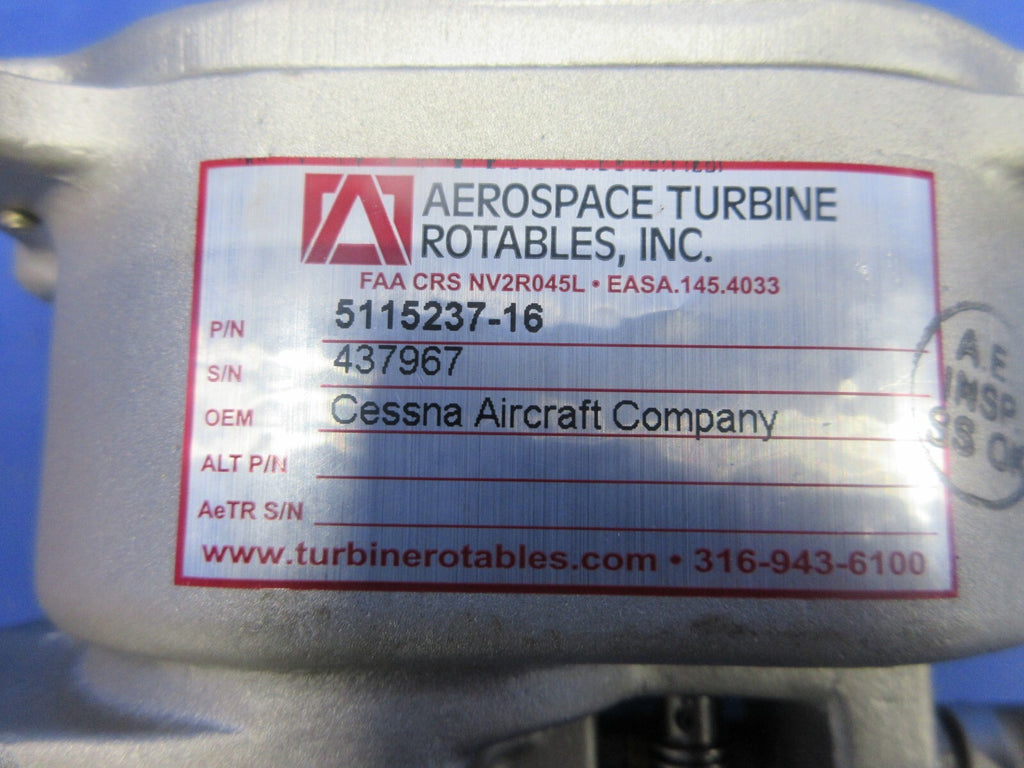 AEROSPACE TURBINE
ROTABLES, INC.
FAA CRS NV2R045L • EASA.145.4033
P/N 5115237-16
S/N 437967
OEM Cessna Aircraft Company
ALT P/N
AeTR S/N
www.turbinerotables.com • 316-943-6100
A.E
INSP.